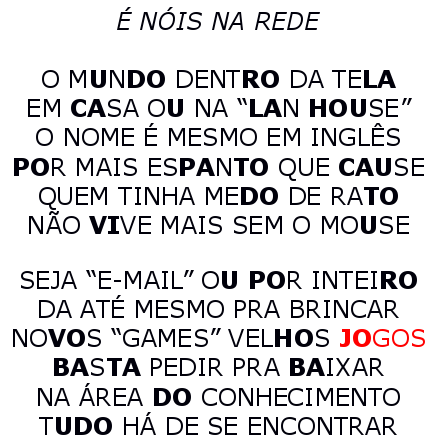 É NÓIS NA REDE
O MUNDO DENTRO DA TELA
EM CASA OU NA “LAN HOUSE”
O NOME É MESMO EM INGLÊS
POR MAIS ESPANTO QUE CAUSE
QUEM TINHA MEDO DE RATO
NÃO VIVE MAIS SEM O MOUSE
SEJA “E-MAIL” OU POR INTEIRO
DA ATÉ MESMO PRA BRINCAR
NOVOS “GAMES” VELHOS JOGOS
BASTA PEDIR PRA BAIXAR
NA ÁREA DO CONHECIMENTO
TUDO HÁ DE SE ENCONTRAR